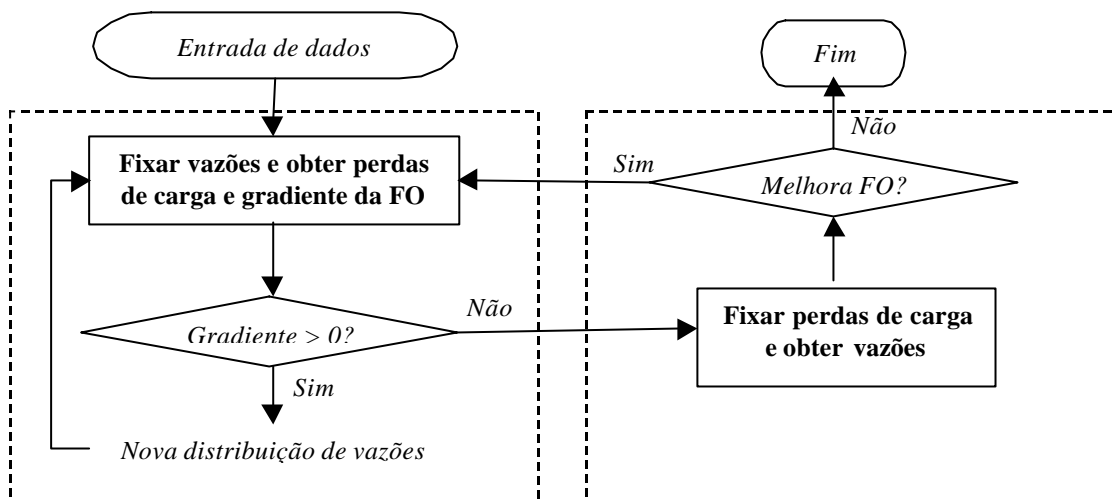 Entrada de dados
Fixar vazões e obter perdas
de carga e gradiente da FO
Gradiente > 0?
Sim
Nova distribuição de vazões
Não
Fixar perdas de carga
e obter vazões
Melhora FO?
Sim
Não
Fim